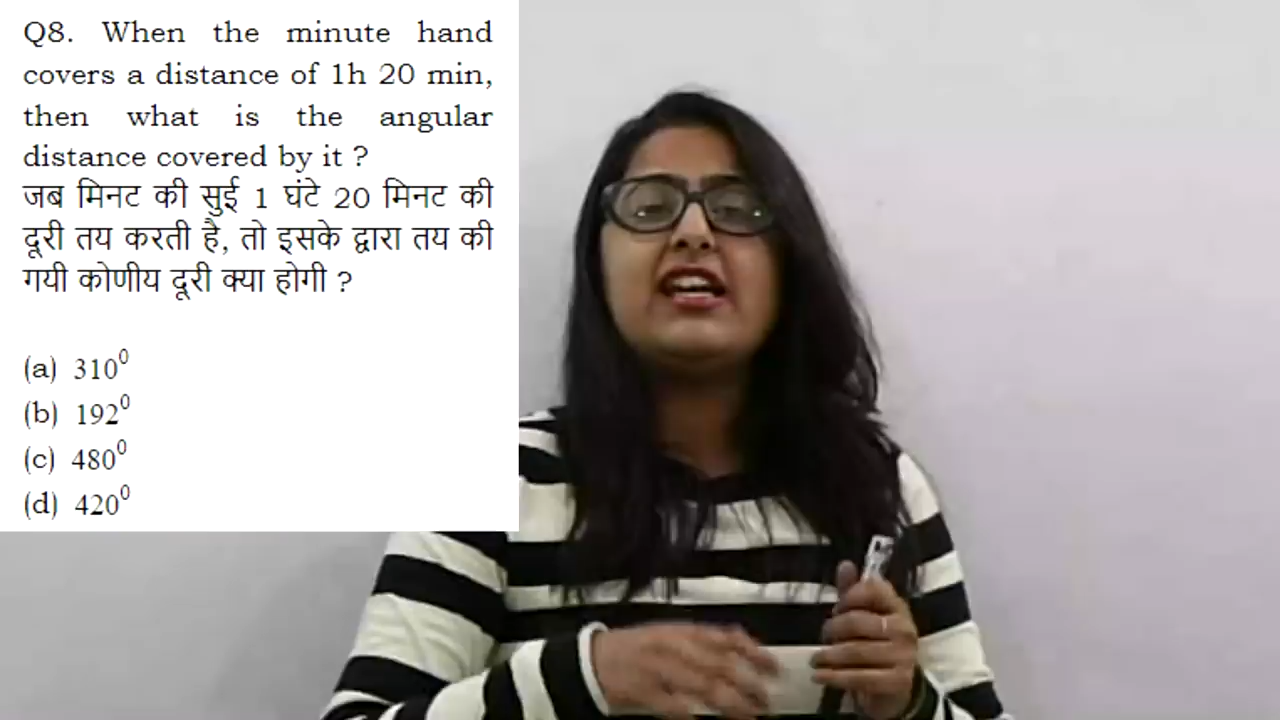 Q8. When the minute hand
covers a distance of 1h 20 min,
then what is the angular
distance covered by it ?
जब मिनट की सुई 1 घंटे 20 मिनट की
दूरी तय करती है, तो इसके द्वारा तय की
गयी कोणीय दूरी क्या होगी ?
(a) 310⁰
(b) 192⁰
(c) 480⁰
(d) 420⁰